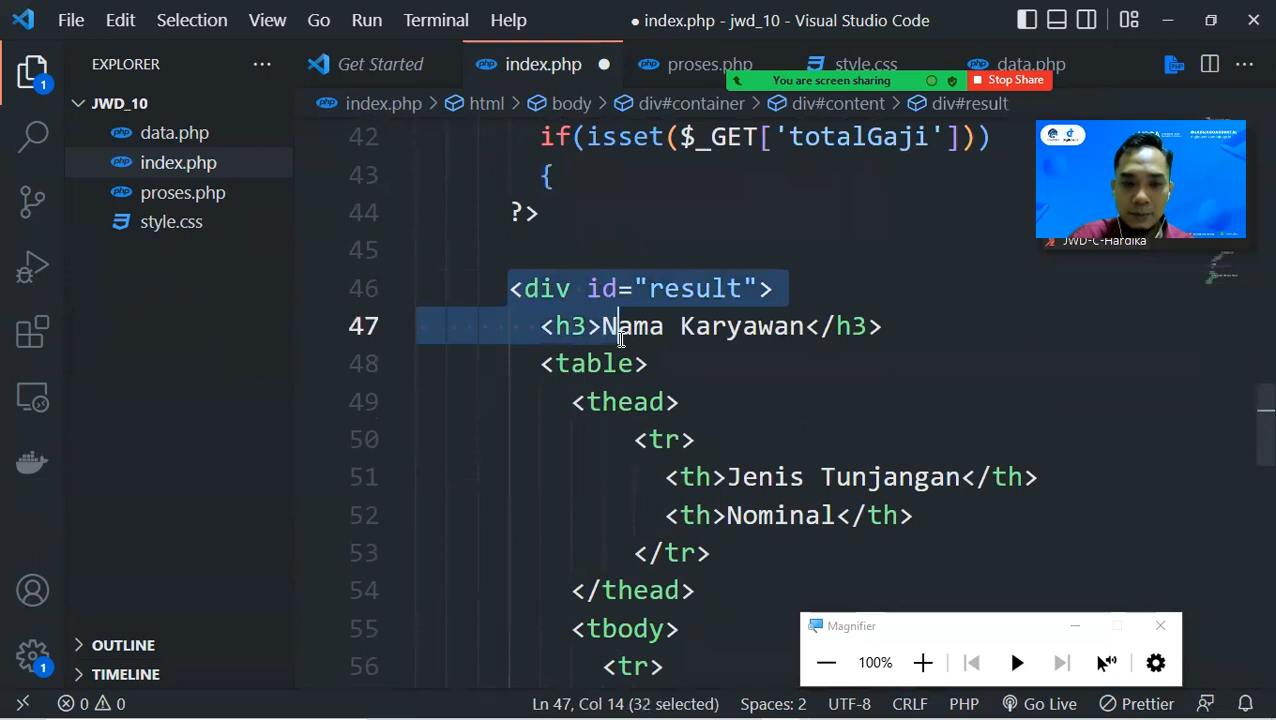 File Edit Selection View Go Run Terminal Help ● index.php - jwd_10 - Visual Studio Code
EXPLORER ...
Get Started index.php ● proses.php style.css data.php ...
You are screen sharing Stop Share
JWD_10
index.php > html > body > div#container > div#content > div#result
data.php
index.php
proses.php
style.css
42 if(isset($_GET['totalGaji']))
43 {
44 ?>
45
46 <div id="result">
47 <h3>Nama Karyawan</h3>
48 <table>
49 <thead>
50 <tr>
51 <th>Jenis Tunjangan</th>
52 <th>Nominal</th>
53 </tr>
54 </thead>
55 <tbody>
56 <tr>
JWD-C-Hardika
1
1
Magnifier
100%
OUTLINE
TIMELINE
0 0 Ln 47, Col 14 (32 selected) Spaces: 2 UTF-8 CRLF PHP Go Live Prettier